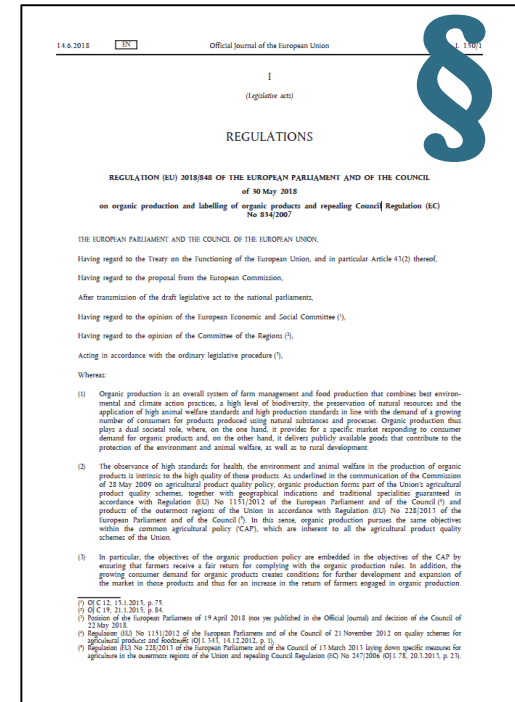 14.6.2018 EN Official Journal of the European Union L 150/1
I
(Legislative acts)
REGULATIONS
REGULATION (EU) 2018/848 OF THE EUROPEAN PARLIAMENT AND OF THE COUNCIL
of 30 May 2018
on organic production and labelling of organic products and repealing Council Regulation (EC)
No 834/2007
THE EUROPEAN PARLIAMENT AND THE COUNCIL OF THE EUROPEAN UNION,
Having regard to the Treaty on the Functioning of the European Union, and in particular Article 43(2) thereof,
Having regard to the proposal from the European Commission,
After transmission of the draft legislative act to the national parliaments,
Having regard to the opinion of the European Economic and Social Committee (1),
Having regard to the opinion of the Committee of the Regions (2),
Acting in accordance with the ordinary legislative procedure (3),
Whereas:
(1) Organic production is an overall system of farm management and food production that combines best environ-
mental and climate action practices, a high level of biodiversity, the preservation of natural resources and the
application of high animal welfare standards and high production standards in line with the demand of a growing
number of consumers for products produced using natural substances and processes. Organic production thus
plays a dual societal role, where, on the one hand, it provides for a specific market responding to consumer
demand for organic products and, on the other hand, it delivers publicly available goods that contribute to the
protection of the environment and animal welfare, as well as to rural development.
(2) The observance of high standards for health, the environment and animal welfare in the production of organic
products is intrinsic to the high quality of those products. As underlined in the communication of the Commission
of 28 May 2009 on agricultural product quality policy, organic production forms part of the Union's agricultural
product quality schemes, together with geographical indications and traditional specialities guaranteed in
accordance with Regulation (EU) No 1151/2012 of the European Parliament and of the Council (4) and
products of the outermost regions of the Union in accordance with Regulation (EU) No 228/2013 of the
European Parliament and of the Council (5). In this sense, organic production pursues the same objectives
within the common agricultural policy ('CAP'), which are inherent to all the agricultural product quality
schemes of the Union.
(3) In particular, the objectives of the organic production policy are embedded in the objectives of the CAP by
ensuring that farmers receive a fair return for complying with the organic production rules. In addition, the
growing consumer demand for organic products creates conditions for further development and expansion of
the market in those products and thus for an increase in the return of farmers engaged in organic production.
(1) OJ C 12, 15.1.2015, p. 75.
(2) OJ C 19, 21.1.2015, p. 84.
(3) Position of the European Parliament of 19 April 2018 (not yet published in the Official Journal) and decision of the Council of
22 May 2018.
(4) Regulation (EU) No 1151/2012 of the European Parliament and of the Council of 21 November 2012 on quality schemes for
agricultural products and foodstuffs (OJ L 343, 14.12.2012, p. 1).
(5) Regulation (EU) No 228/2013 of the European Parliament and of the Council of 13 March 2013 laying down specific measures for
agriculture in the outermost regions of the Union and repealing Council Regulation (EC) No 247/2006 (OJ L 78, 20.3.2013, p. 23).
§